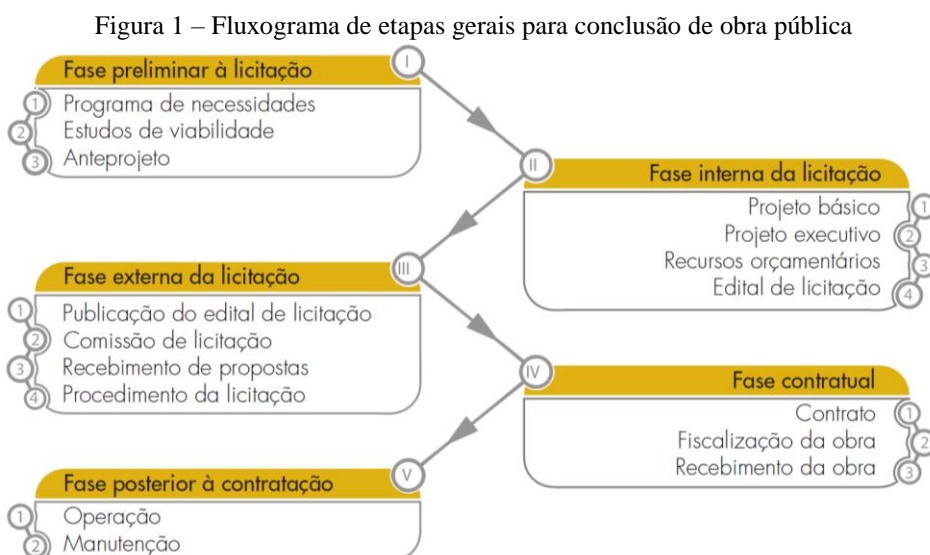 Figura 1 – Fluxograma de etapas gerais para conclusão de obra pública
Fase preliminar à licitação
I
1 Programa de necessidades
2 Estudos de viabilidade
3 Anteprojeto
II
Fase interna da licitação
Projeto básico 1
Projeto executivo 2
Recursos orçamentários 3
Edital de licitação 4
Fase externa da licitação
III
1 Publicação do edital de licitação
2 Comissão de licitação
3 Recebimento de propostas
4 Procedimento da licitação
IV
Fase contratual
Contrato 1
Fiscalização da obra 2
Recebimento da obra 3
Fase posterior à contratação
V
1 Operação
2 Manutenção